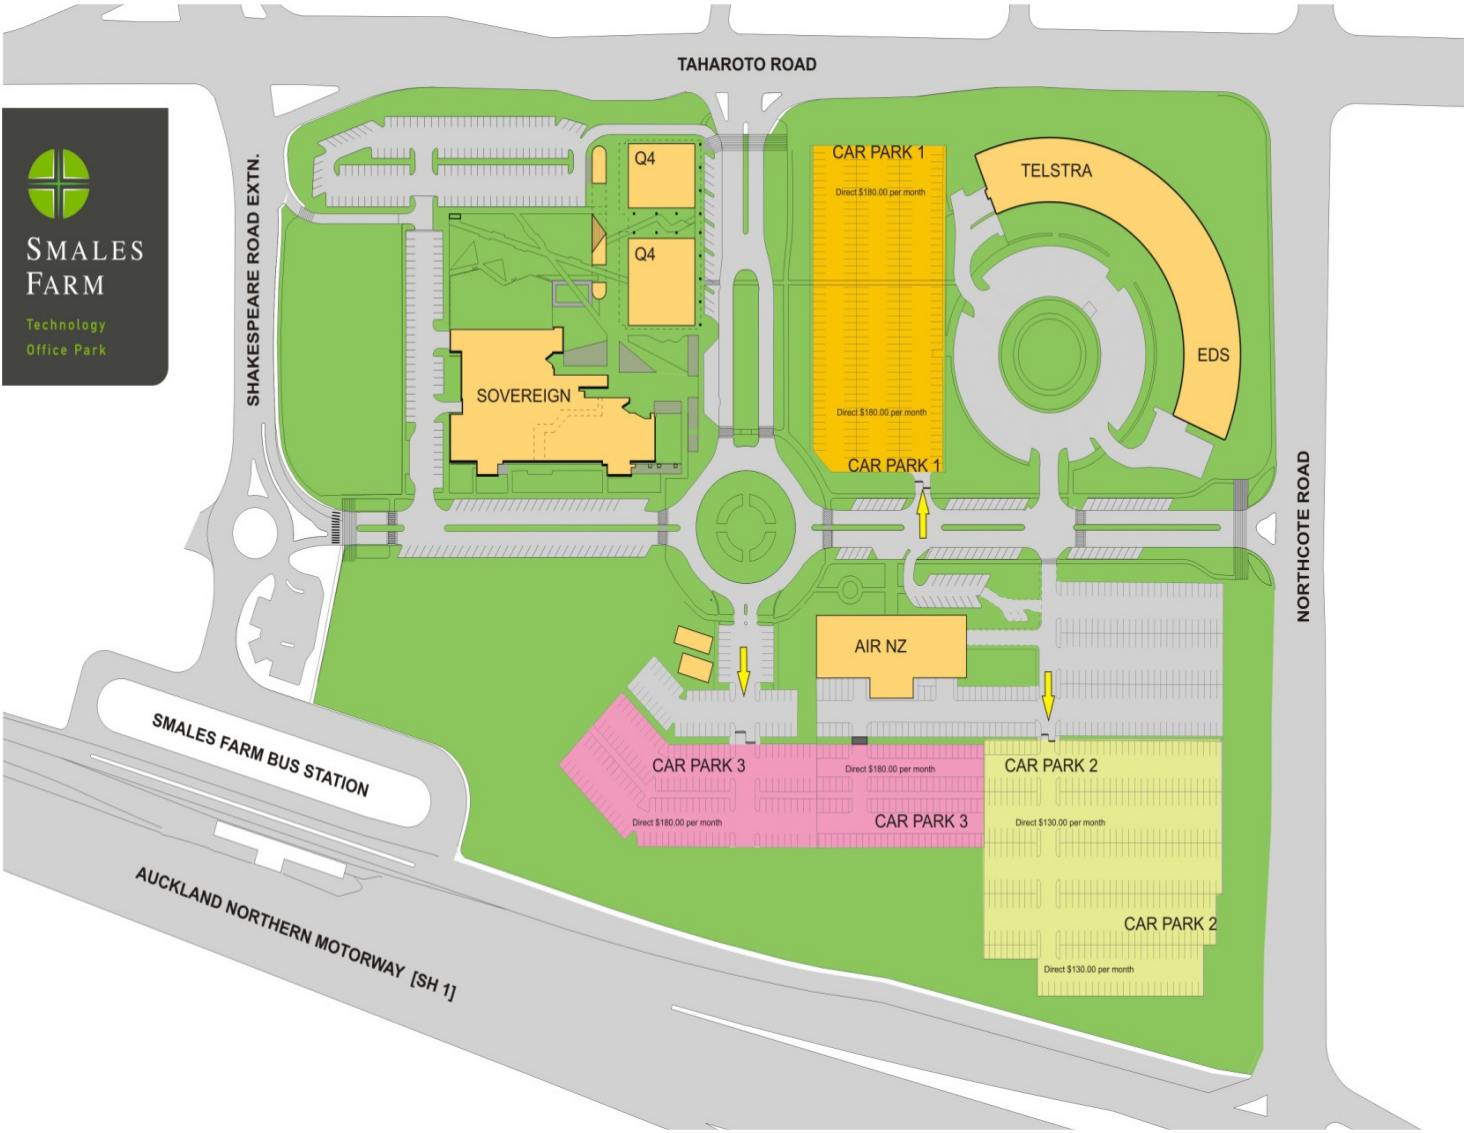 TAHAROTO ROAD
SMALES
FARM
Technology
Office Park
SHAKESPEARE ROAD EXTN.
Q4
Q4
SOVEREIGN
CAR PARK 1
Direct $180.00 per month
Direct $180.00 per month
CAR PARK 1
TELSTRA
EDS
NORTHCOTE ROAD
AIR NZ
SMALES FARM BUS STATION
CAR PARK 3
Direct $180.00 per month
Direct $180.00 per month
CAR PARK 3
CAR PARK 2
Direct $130.00 per month
CAR PARK 2
Direct $130.00 per month
AUCKLAND NORTHERN MOTORWAY [SH 1]